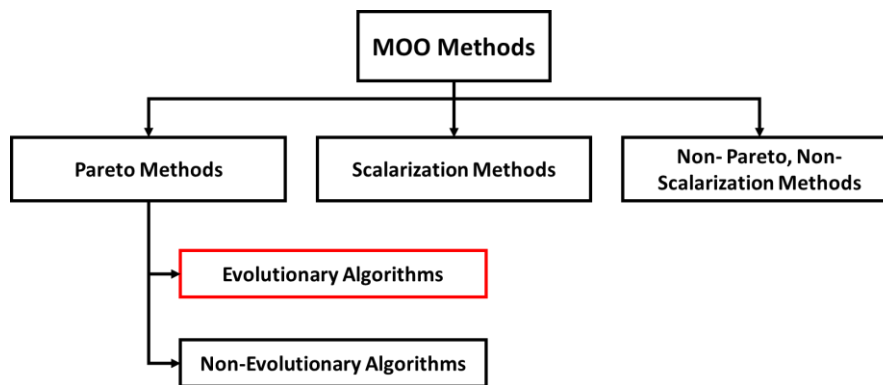 MOO Methods
Pareto Methods
Scalarization Methods
Non- Pareto, Non-
Scalarization Methods
Evolutionary Algorithms
Non-Evolutionary Algorithms